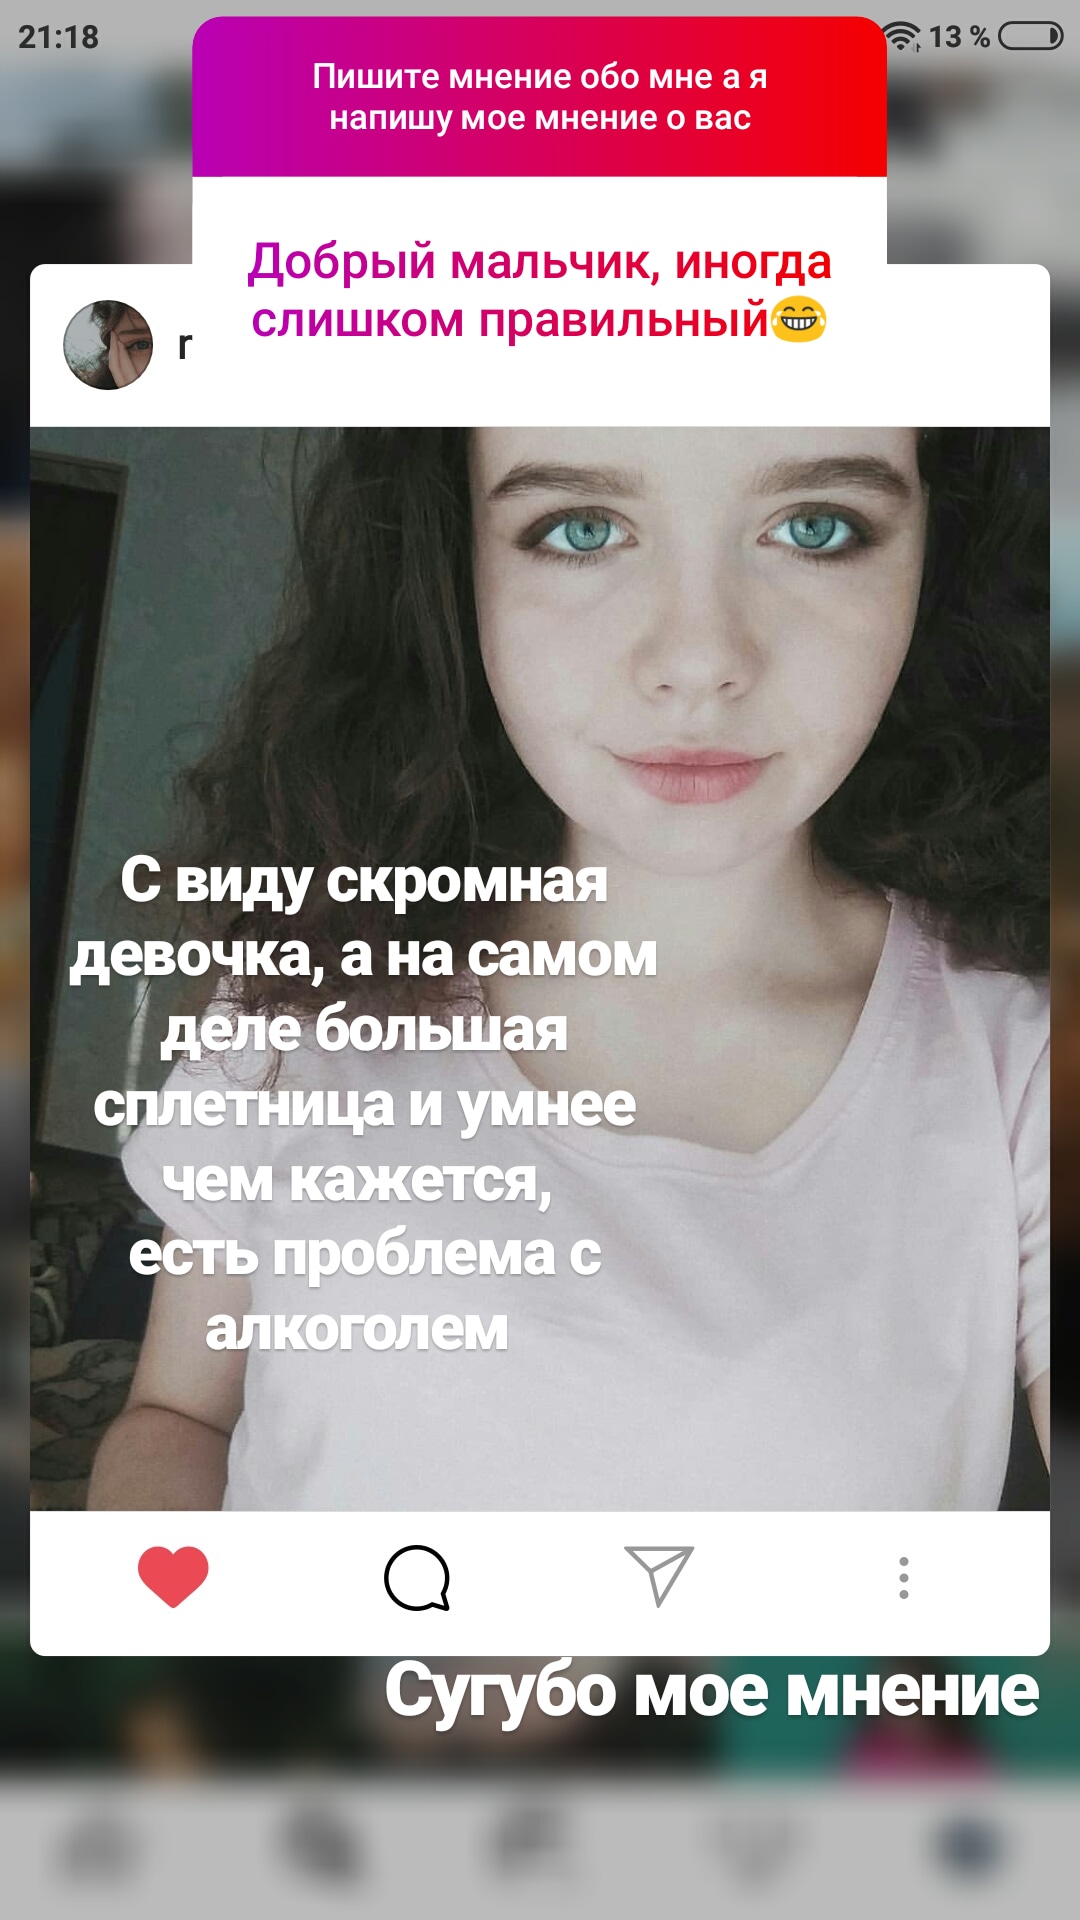 21:18
13 %
Пишите мнение обо мне а я
напишу мое мнение о вас
Добрый мальчик, иногда
слишком правильный😂
r
С виду скромная
девочка, а на самом
деле большая
сплетница и умнее
чем кажется,
есть проблема с
алкоголем
Сугубо мое мнение